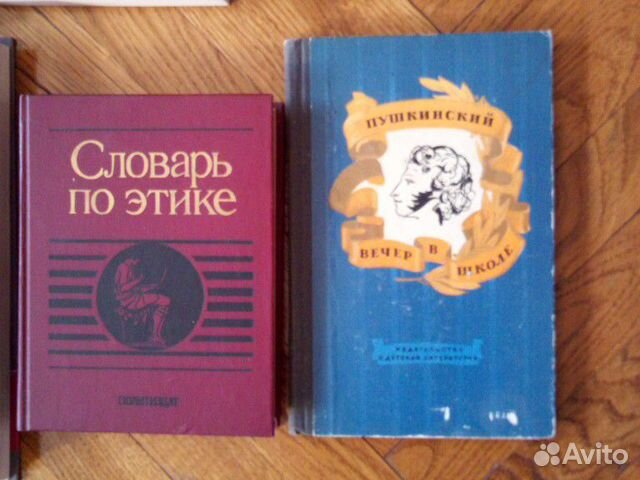 Словарь
по этике
ПОЛИТИЗДАТ
ПУШКИНСКИЙ
ВЕЧЕР В ШКОЛЕ
ИЗДАТЕЛЬСТВО
«ДЕТСКАЯ ЛИТЕРАТУРА»
Avito